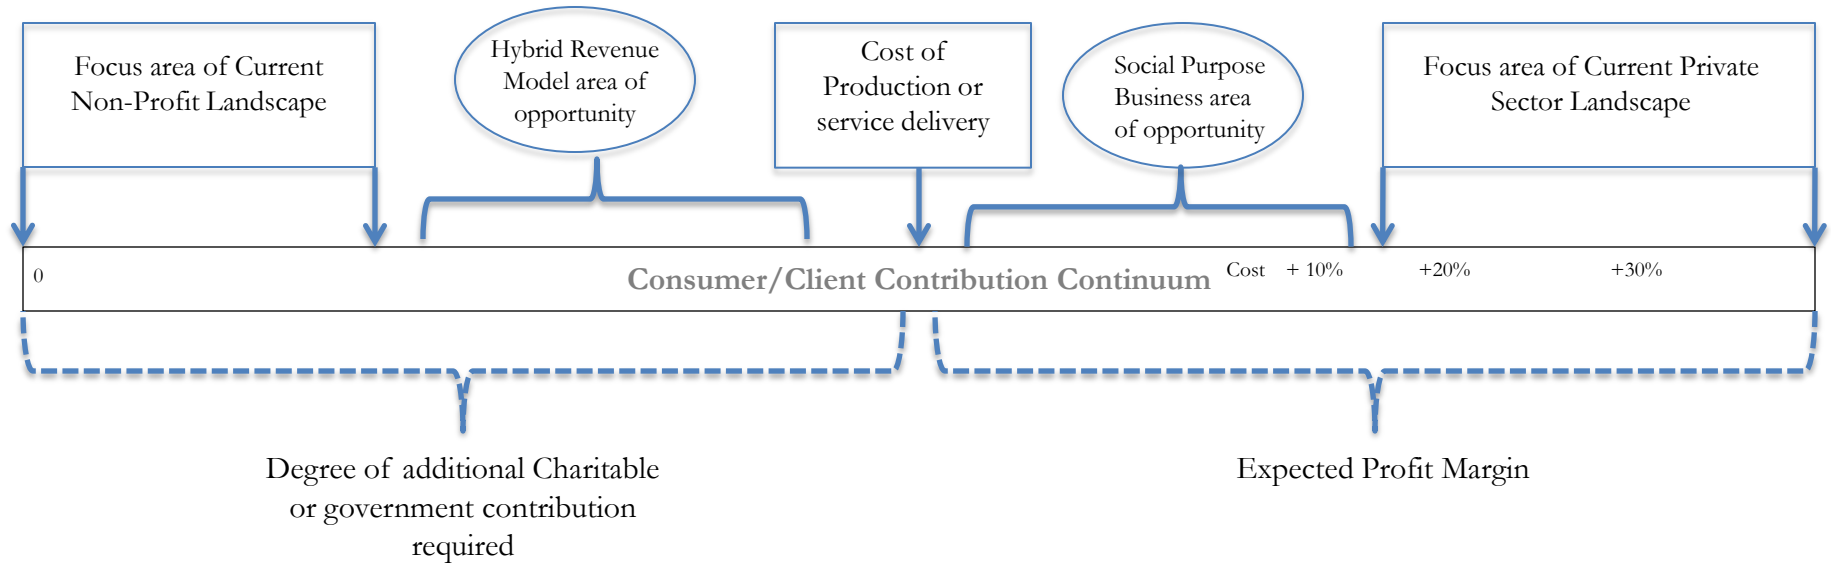 Focus area of Current
Non-Profit Landscape
Hybrid Revenue
Model area of
opportunity
Cost of
Production or
service delivery
Social Purpose
Business area
of opportunity
Focus area of Current Private
Sector Landscape
0
Consumer/Client Contribution Continuum
Cost + 10% +20% +30%
Degree of additional Charitable
or government contribution
required
Expected Profit Margin